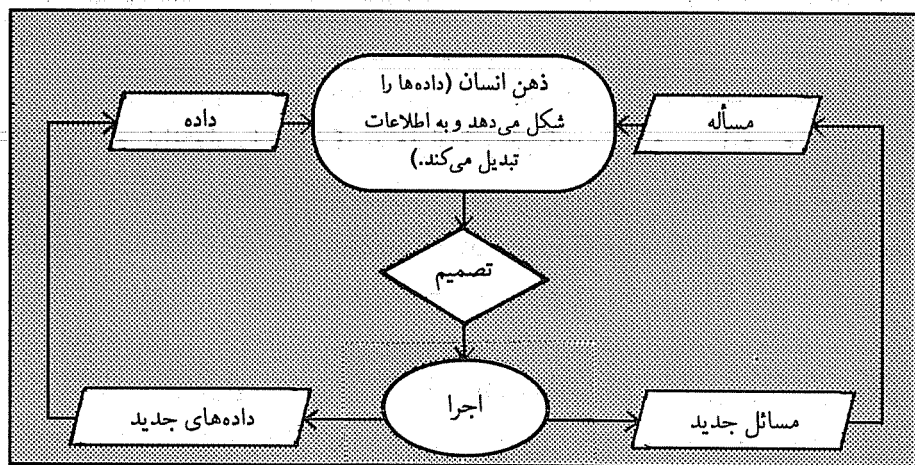 ذهن انسان (داده‌ها را
شکل می‌دهد و به اطلاعات
تبدیل می‌کند.)
مسأله
داده
تصمیم
اجرا
مسائل جدید
داده‌های جدید